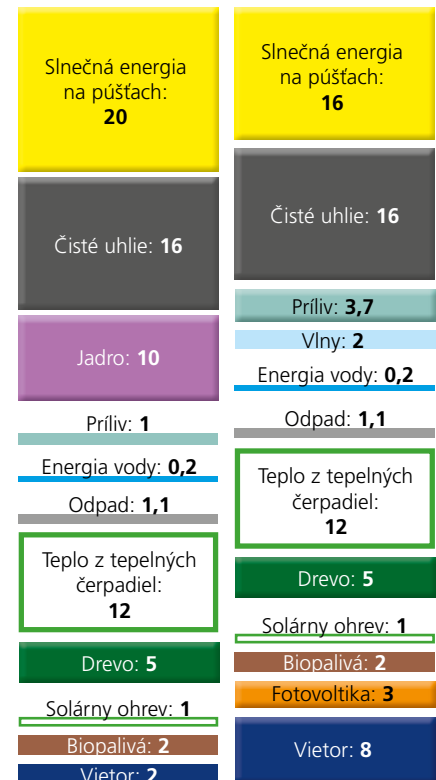 Slnečná energia
na púšťach:
20
Čisté uhlie: 16
Jadro: 10
Príliv: 1
Energia vody: 0,2
Odpad: 1,1
Teplo z tepelných
čerpadiel:
12
Drevo: 5
Solárny ohrev: 1
Biopalivá: 2
Vietor: 2
Slnečná energia
na púšťach:
16
Čisté uhlie: 16
Príliv: 3,7
Vlny: 2
Energia vody: 0,2
Odpad: 1,1
Teplo z tepelných
čerpadiel:
12
Drevo: 5
Solárny ohrev: 1
Biopalivá: 2
Fotovoltika: 3
Vietor: 8